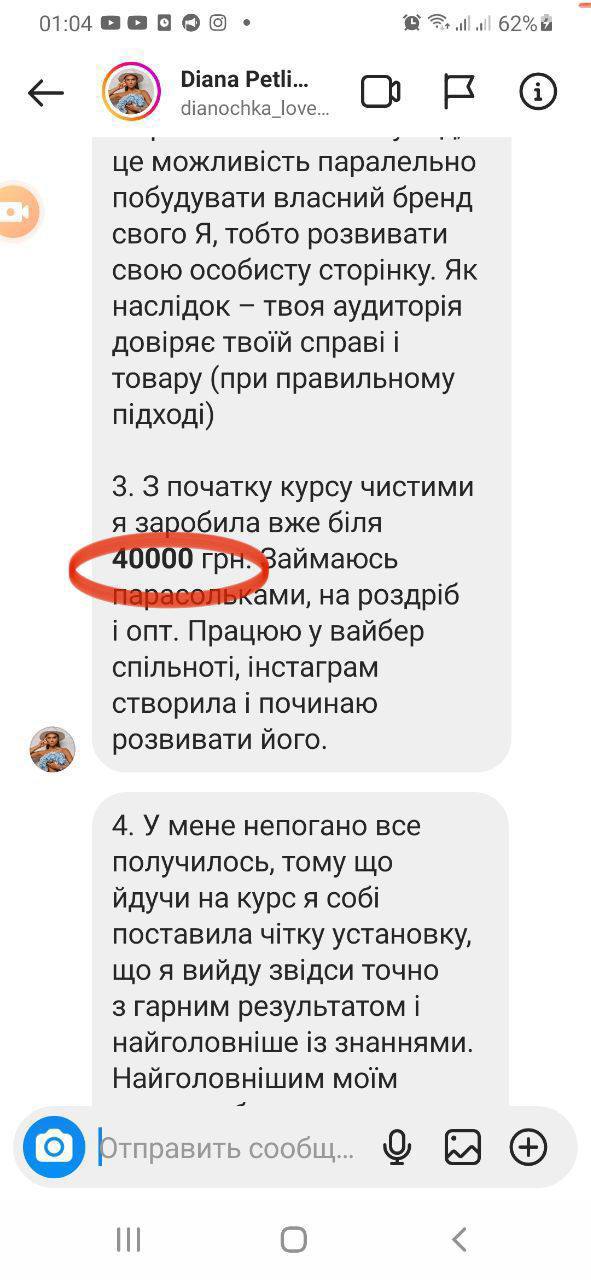 01:04
62%
Diana Petli...
dianochka_love...
це можливість паралельно
побудувати власний бренд
свого Я, тобто розвивати
свою особисту сторінку. Як
наслідок – твоя аудиторія
довіряє твоїй справі і
товару (при правильному
підході)
3. З початку курсу чистими
я заробила вже біля
40000 грн. Займаюсь
парасольками, на роздріб
і опт. Працюю у вайбер
спільноті, інстаграм
створила і починаю
розвивати його.
4. У мене непогано все
получилось, тому що
йдучи на курс я собі
поставила чітку установку,
що я вийду звідси точно
з гарним результатом і
найголовніше із знаннями.
Найголовнішим моїм
Отправить сообщ...